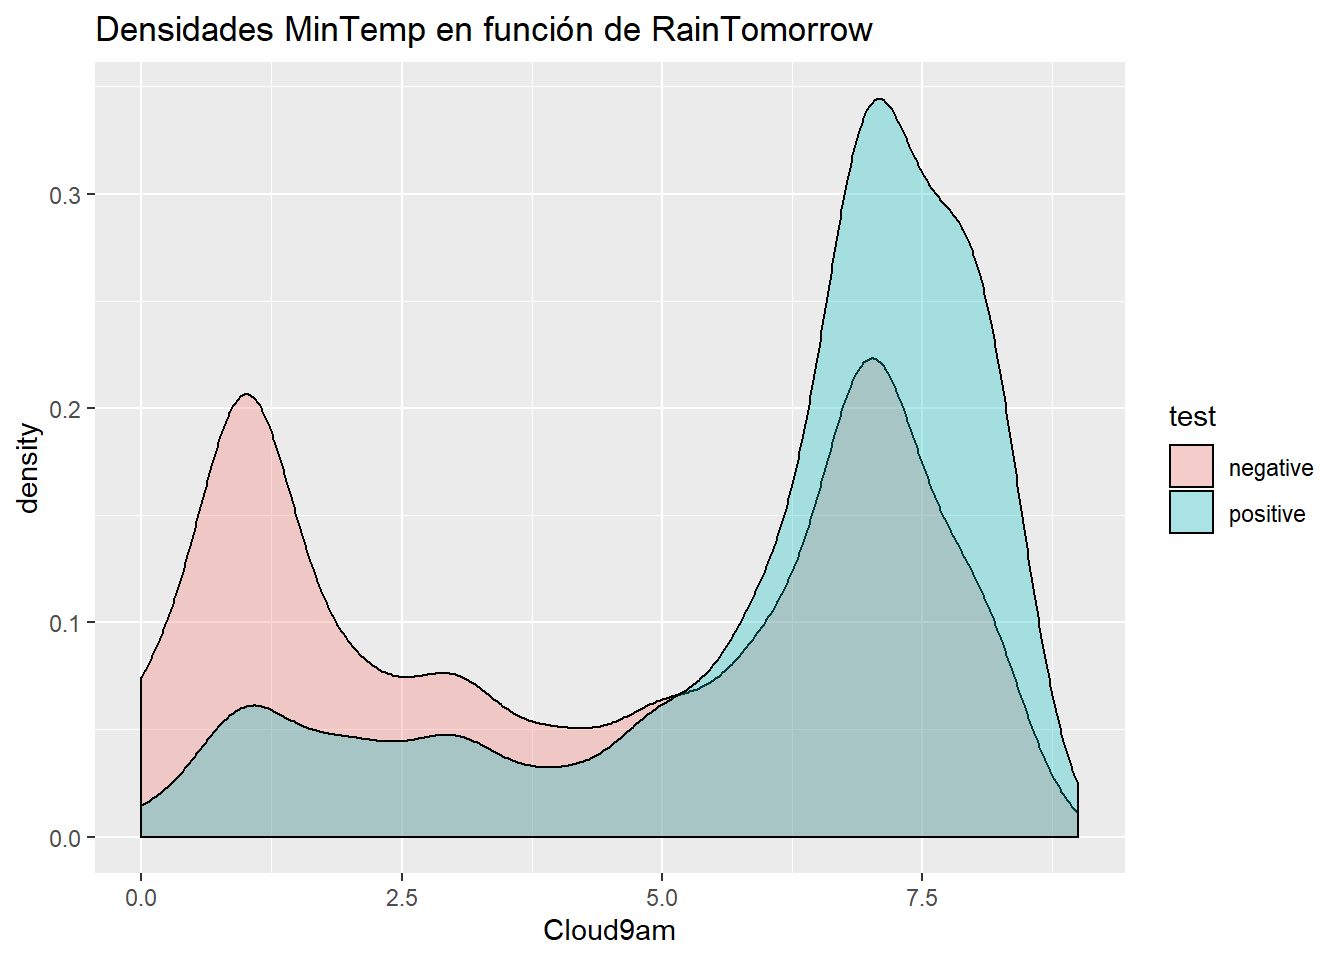 Densidades MinTemp en función de RainTomorrow
density
0.3
0.2
0.1
0.0
0.0
2.5
5.0
7.5
Cloud9am
test
negative
positive